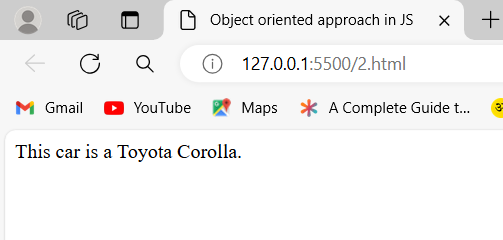 Object oriented approach in JS
127.0.0.1:5500/2.html
Gmail YouTube Maps A Complete Guide t...
This car is a Toyota Corolla.